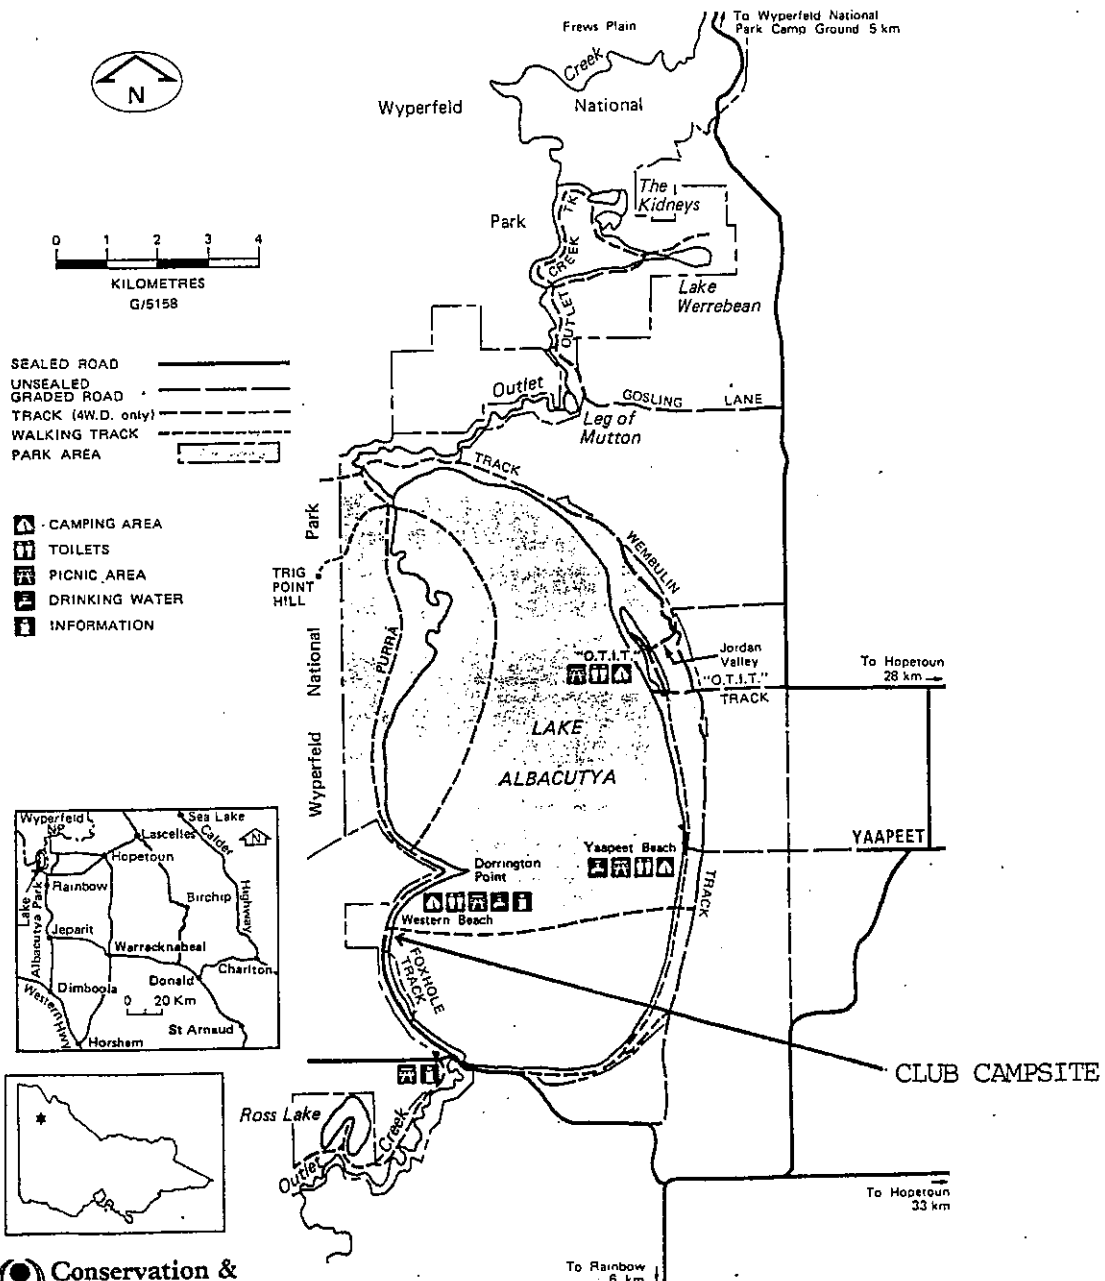 To Wyperfeld National
Park Camp Ground 5 km
Frews Plain
Creek
N
Wyperfeld
National
The
Kidneys
Park
TK
CREEK
OUTLET
Lake
Werrebean
0 1 2 3 4
KILOMETRES
G/5158
SEALED ROAD
UNSEALED
GRADED ROAD
TRACK (4W.D. only)
WALKING TRACK
PARK AREA
Outlet
GOSLING LANE
Leg of
Mutton
TRACK
WEMBULIN
CAMPING AREA
TOILETS
PICNIC AREA
DRINKING WATER
INFORMATION
Park
National
Wyperfeld
TRIG
POINT
HILL
PURRA
"O.T.I.T."
Jordan
Valley
"O.T.I.T."
TRACK
To Hopetoun
28 km
LAKE
ALBACUTYA
YAAPEET
Yaapeet Beach
Dorrington
Point
Western Beach
TRACK
FOXHOLE
TRACK
CLUB CAMPSITE
Wyperfeld
NP
Sea Lake
Calder
Highway
N
Lascelles
Hopetoun
Rainbow
Birchip
Lake
Albacutya Park
Jeparit
Warracknabeal
Charlton
Donald
Dimboola
0 20 Km
Western HWY
St Arnaud
Horsham
Ross Lake
Outlet
Creek
To Hopetoun
33 km
To Rainbow
6 km
Conservation &